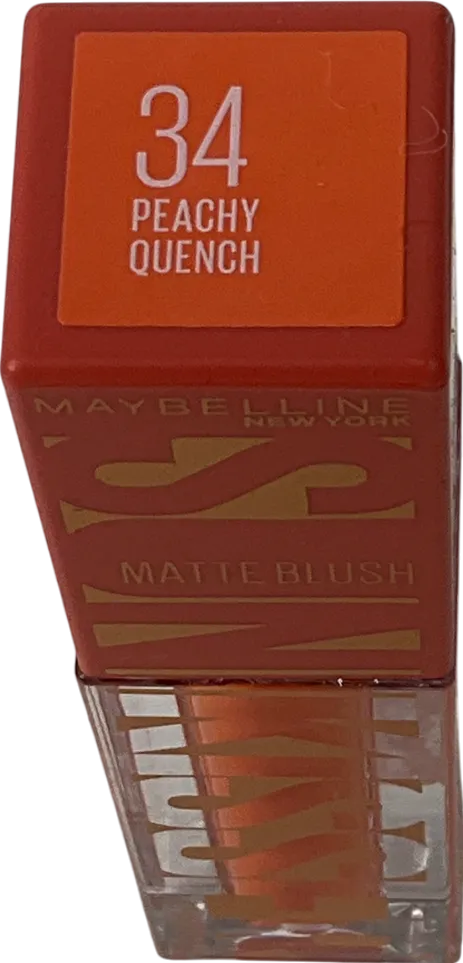 34
PEACHY
QUENCH
MAYBELLINE
NEW YORK
MATTE BLUSH